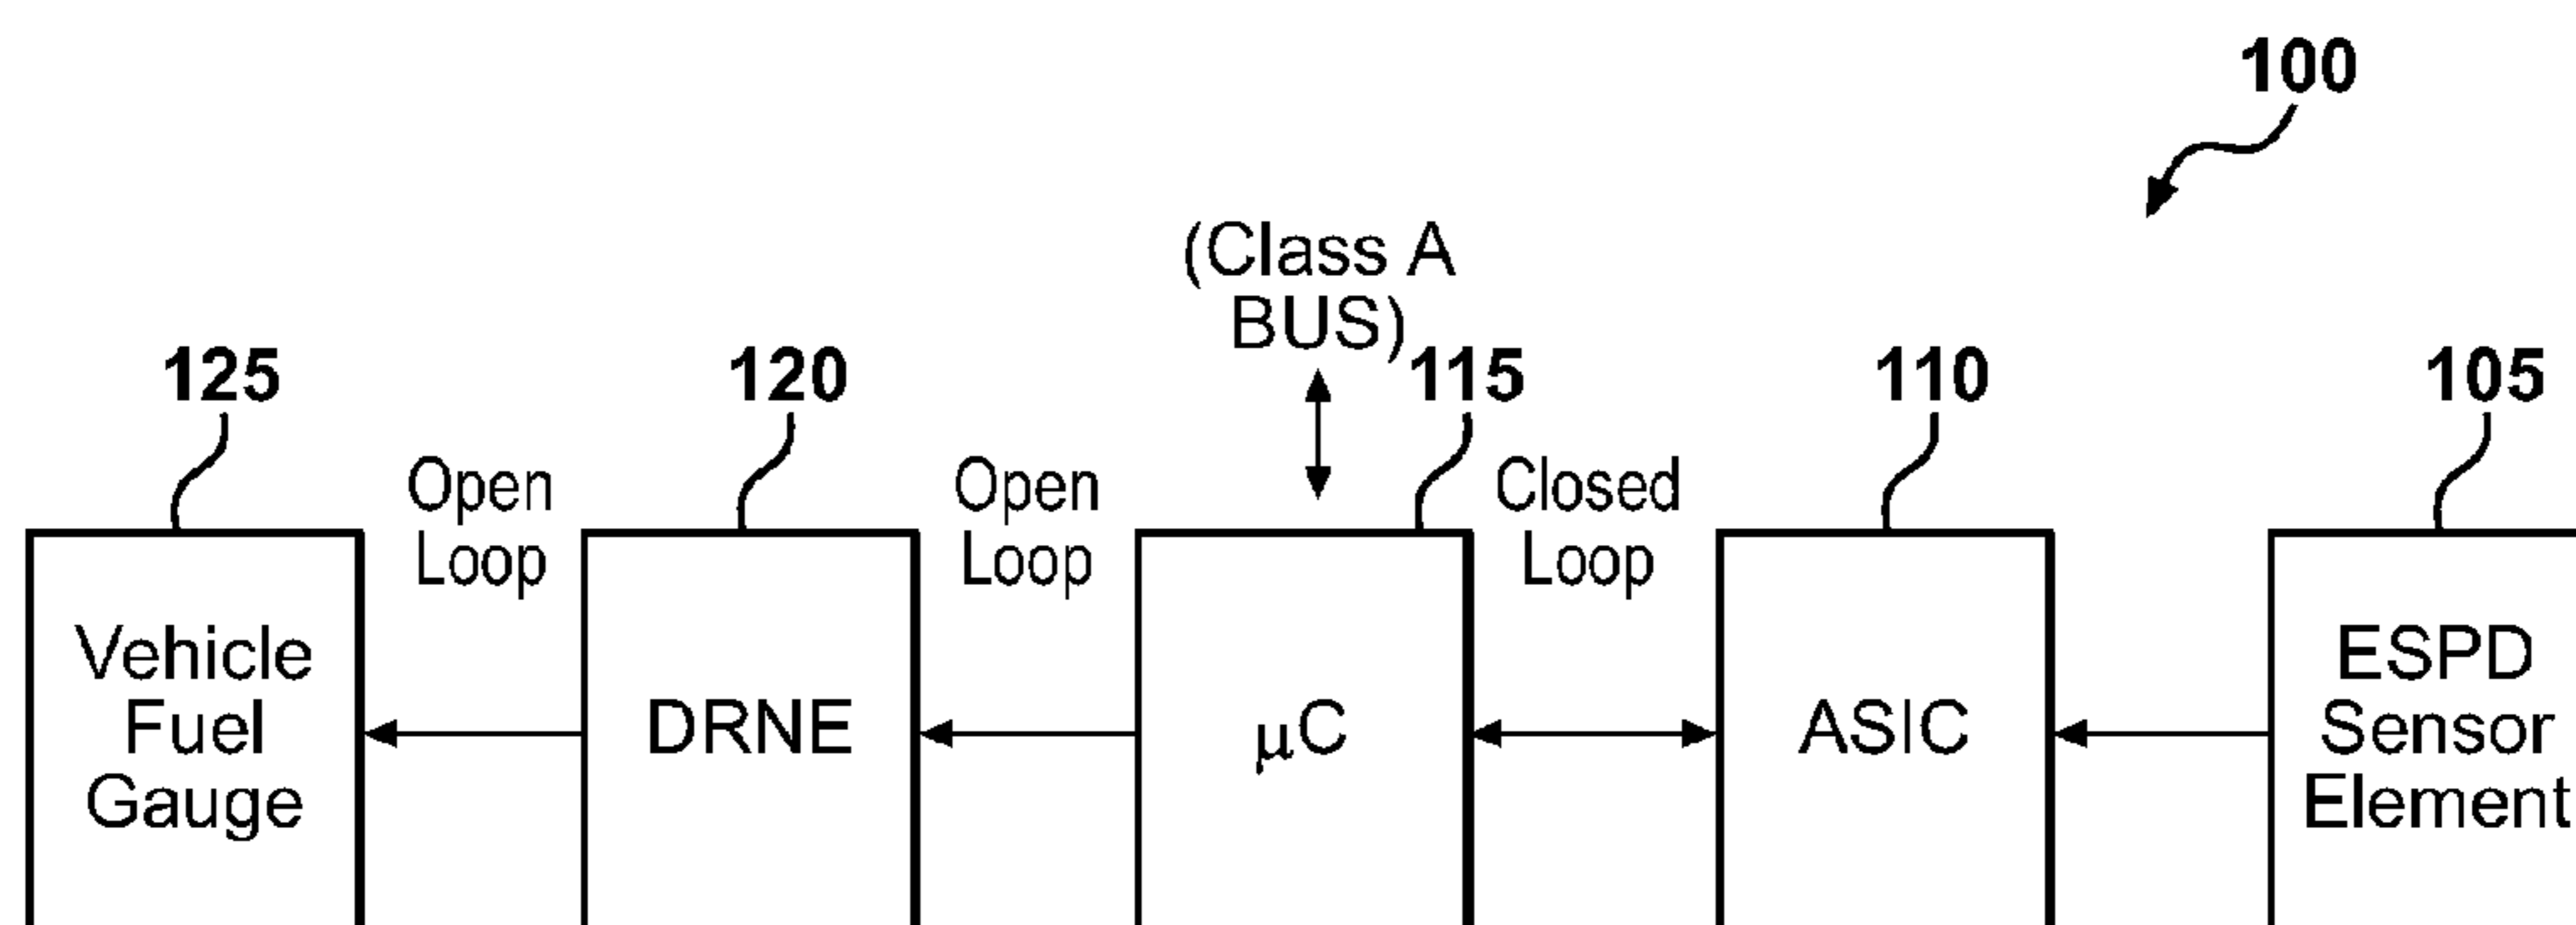 100
(Class A
BUS)
125
120
115
110
105
Open
Loop
Open
Loop
Closed
Loop
Vehicle
Fuel
Gauge
DRNE
μC
ASIC
ESPD
Sensor
Element